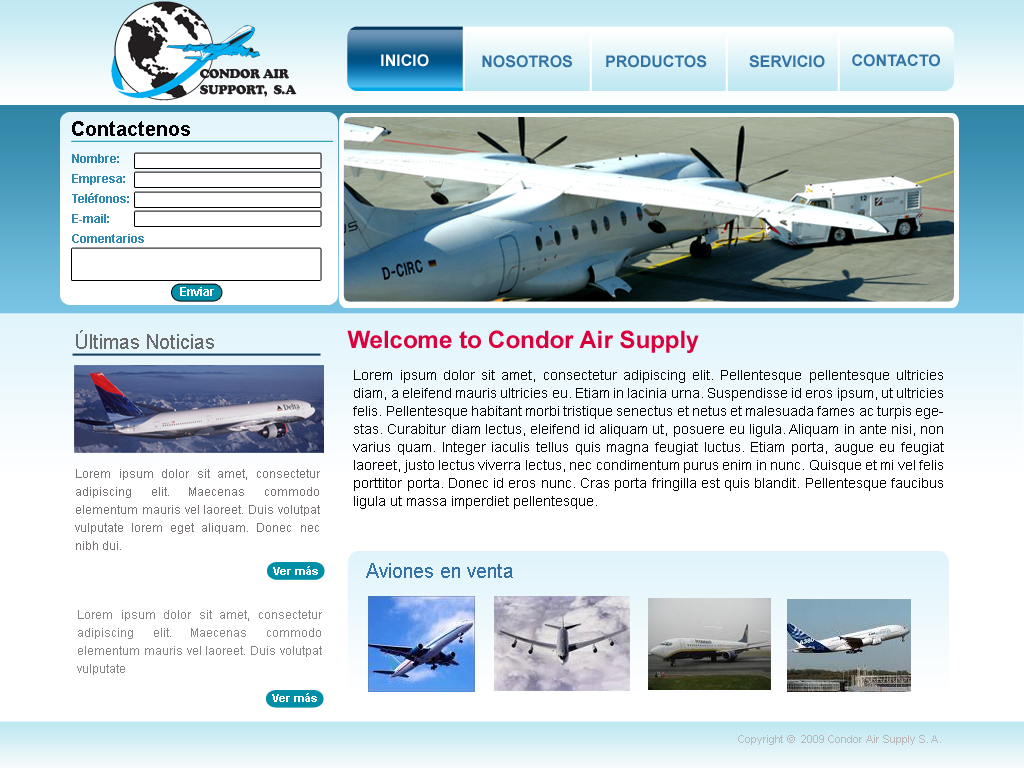 CONDOR AIR
SUPPORT, S.A
INICIO
NOSOTROS
PRODUCTOS
SERVICIO
CONTACTO
Contactenos
Nombre:
Empresa:
Teléfonos:
E-mail:
Comentarios
Enviar
D-CIRC
12
Últimas Noticias
Delta
Lorem ipsum dolor sit amet, consectetur
adipiscing elit. Maecenas commodo
elementum mauris vel laoreet. Duis volutpat
vulputate lorem eget aliquam. Donec nec
nibh dui.
Ver más
Lorem ipsum dolor sit amet, consectetur
adipiscing elit. Maecenas commodo
elementum mauris vel laoreet. Duis volutpat
vulputate
Ver más
Welcome to Condor Air Supply
Lorem ipsum dolor sit amet, consectetur adipiscing elit. Pellentesque pellentesque ultricies
diam, a eleifend mauris ultricies eu. Etiam in lacinia urna. Suspendisse id eros ipsum, ut ultricies
felis. Pellentesque habitant morbi tristique senectus et netus et malesuada fames ac turpis ege-
stas. Curabitur diam lectus, eleifend id aliquam ut, posuere eu ligula. Aliquam in ante nisi, non
varius quam. Integer iaculis tellus quis magna feugiat luctus. Etiam porta, augue eu feugiat
laoreet, justo lectus viverra lectus, nec condimentum purus enim in nunc. Quisque et mi vel felis
porttitor porta. Donec id eros nunc. Cras porta fringilla est quis blandit. Pellentesque faucibus
ligula ut massa imperdiet pellentesque.
Aviones en venta
Copyright © 2009 Condor Air Supply S. A.